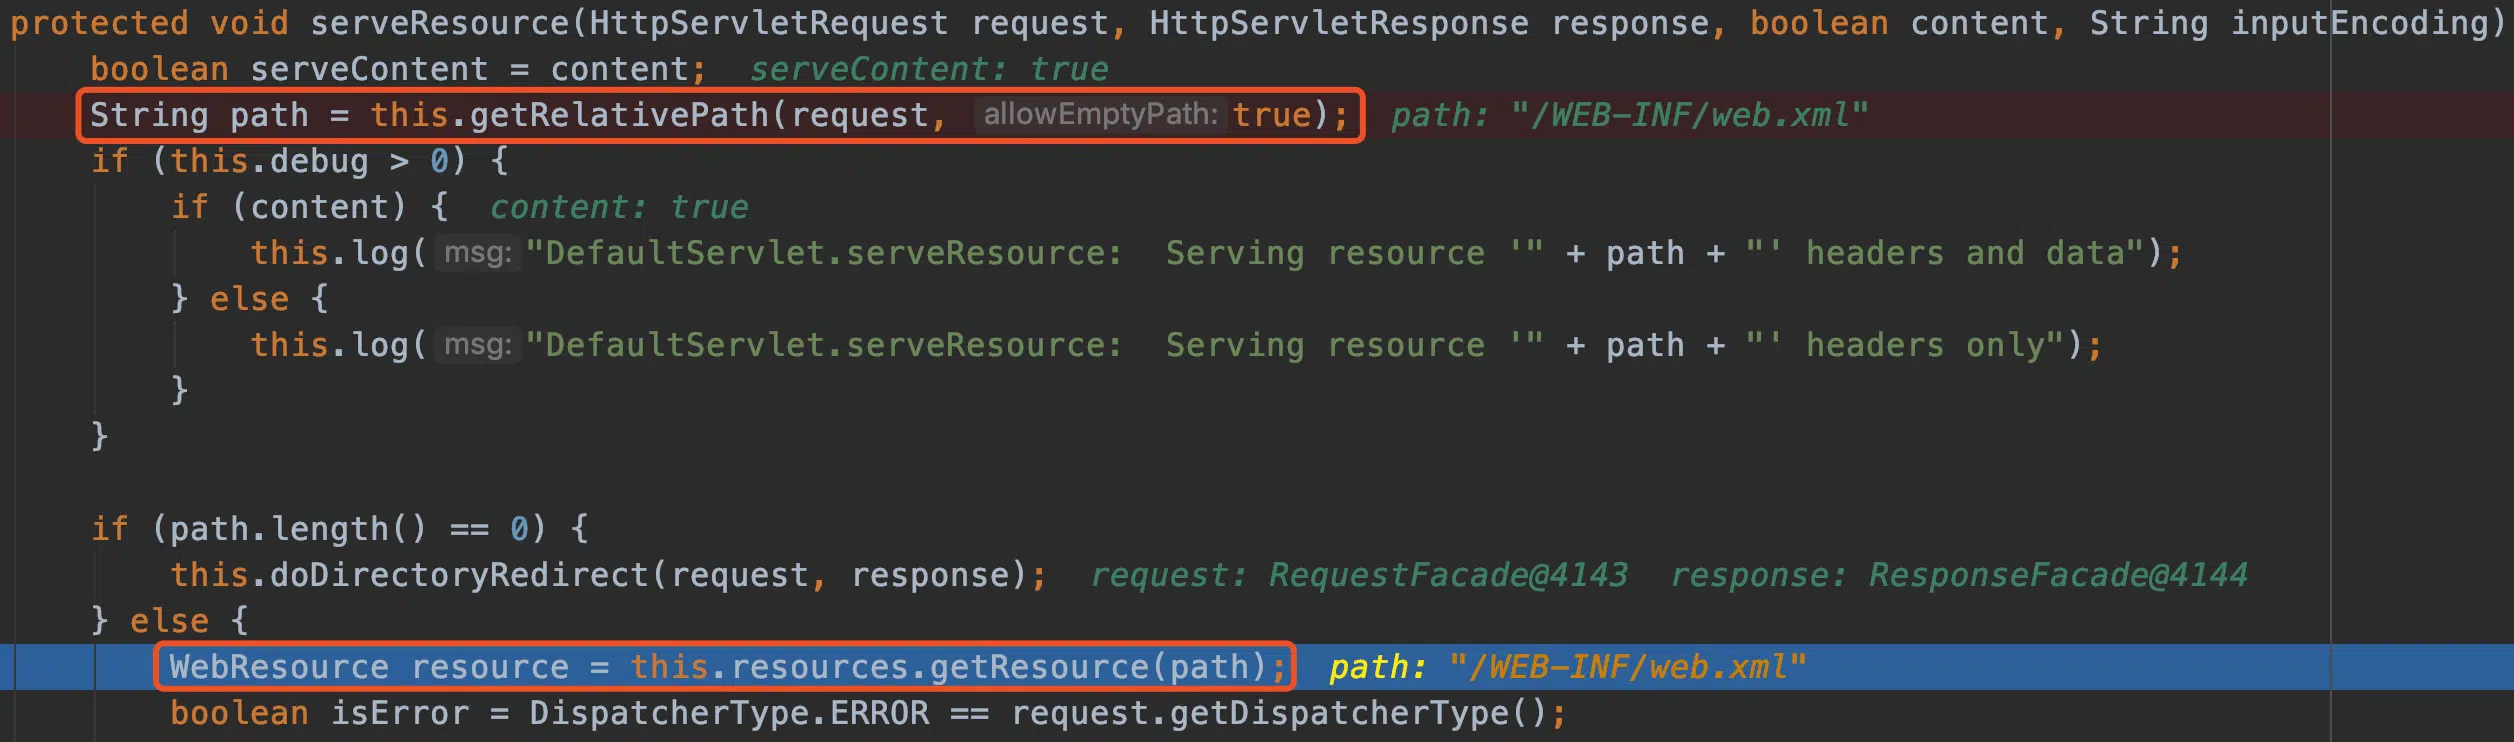 protected void serveResource(HttpServletRequest request, HttpServletResponse response, boolean content, String inputEncoding)
boolean serveContent = content;  serveContent: true
String path = this.getRelativePath(request, allowEmptyPath: true);  path: "/WEB-INF/web.xml"
if (this.debug > 0) {
if (content) {  content: true
this.log( msg: "DefaultServlet.serveResource:  Serving resource '" + path + "' headers and data");
} else {
this.log( msg: "DefaultServlet.serveResource:  Serving resource '" + path + "' headers only");
}
}
if (path.length() == 0) {
this.doDirectoryRedirect(request, response);  request: RequestFacade@4143  response: ResponseFacade@4144
} else {
WebResource resource = this.resources.getResource(path);  path: "/WEB-INF/web.xml"
boolean isError = DispatcherType.ERROR == request.getDispatcherType();